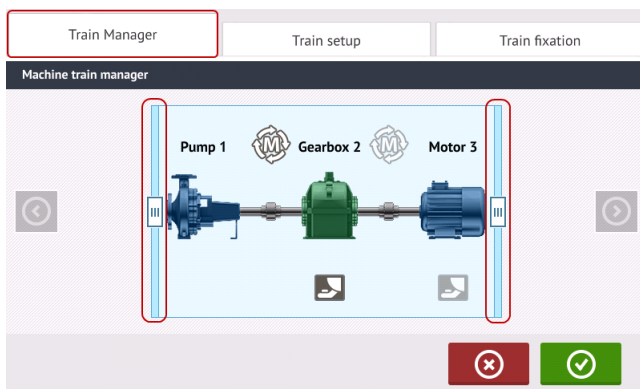 Train Manager
Train setup
Train fixation
Machine train manager
Pump 1
M
Gearbox 2
M
Motor 3